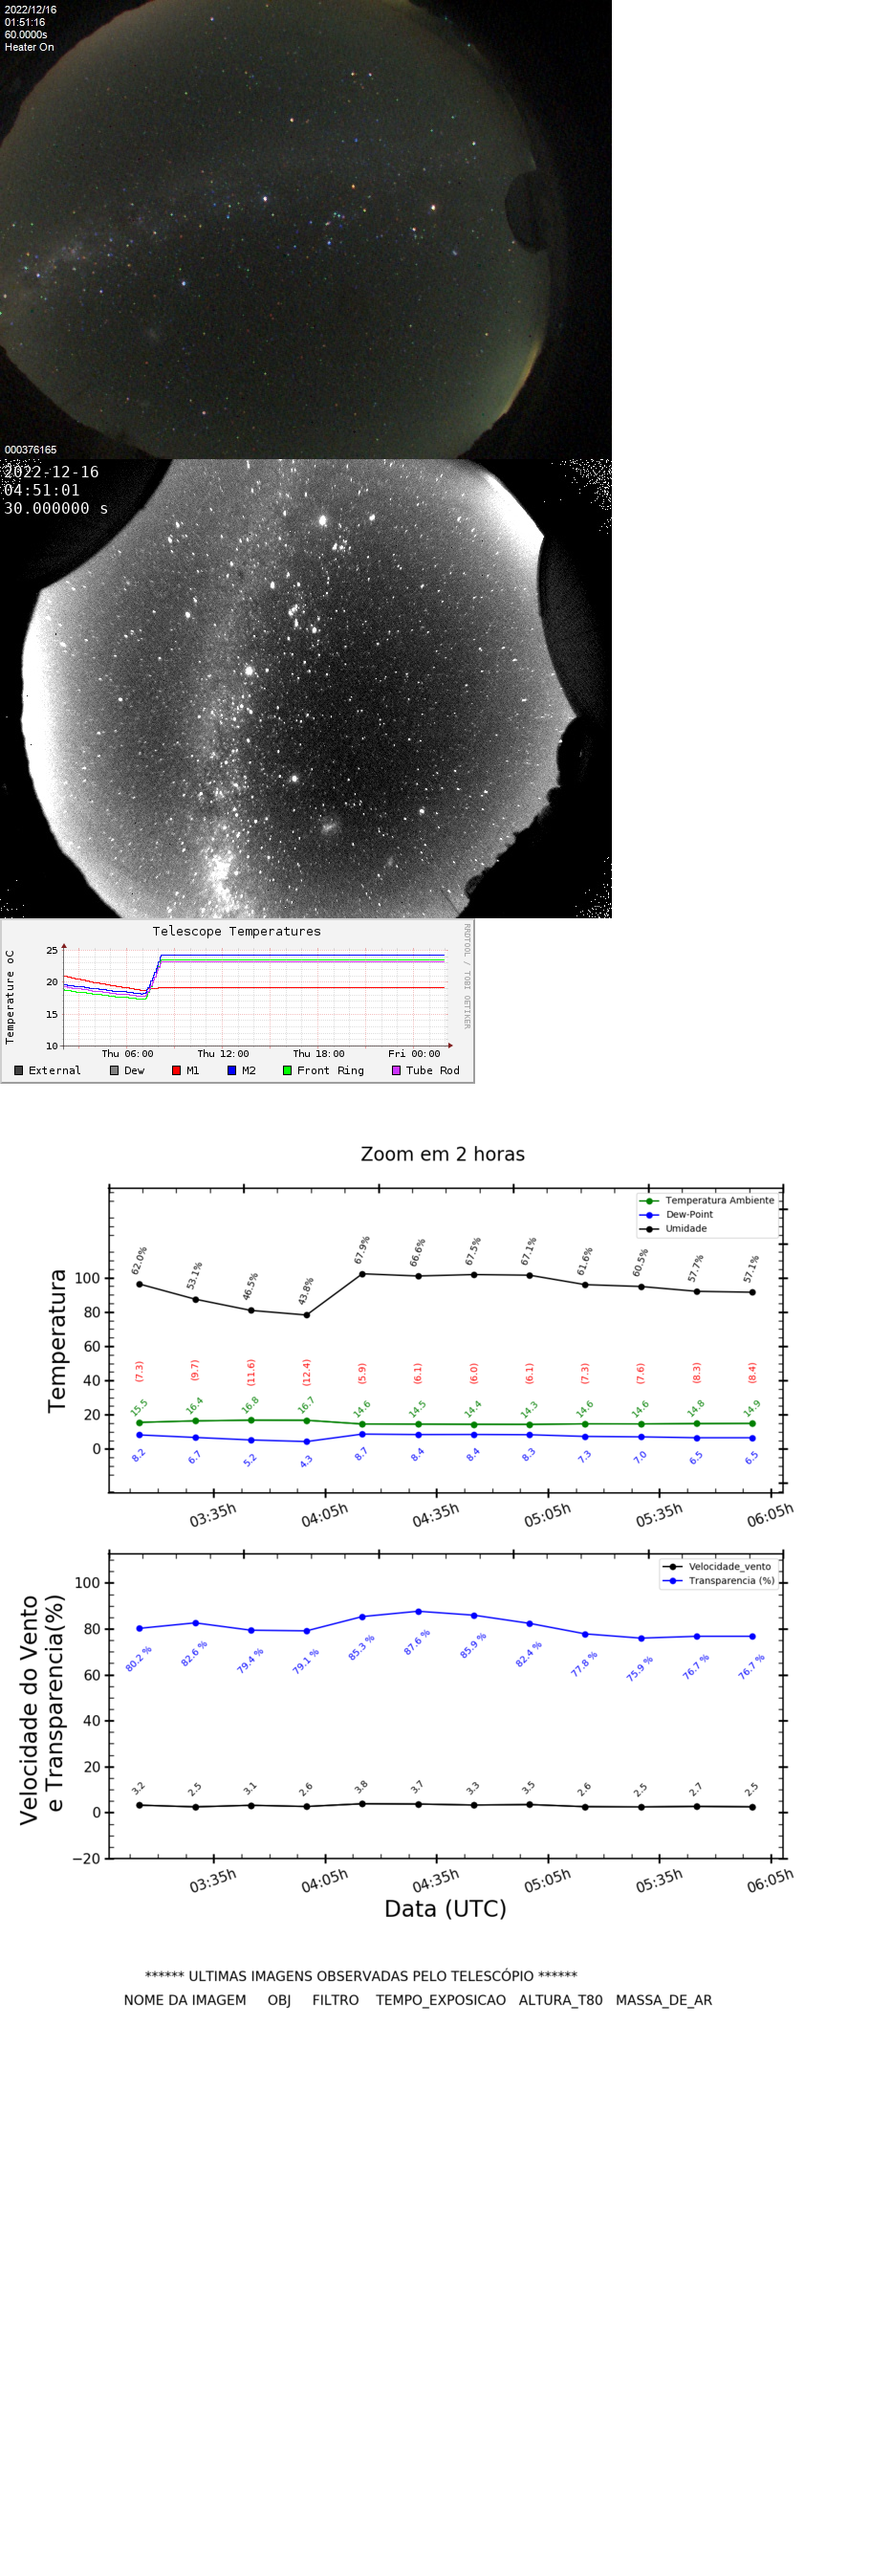 2022/12/16
01:51:16
60.0000s
Heater On
000376165
2022-12-16
04:51:01
30.000000 s
Telescope Temperatures
RRDTOOL / TOBI OETIKER
Temperature oC
25
20
15
10
Thu 06:00 Thu 12:00 Thu 18:00 Fri 00:00
External Dew M1 M2 Front Ring Tube Rod
Zoom em 2 horas
Temperatura Ambiente
Dew-Point
Umidade
Temperatura
100
80
60
40
20
0
62.0% 53.1% 46.5% 43.8% 67.9% 66.6% 67.5% 67.1% 61.6% 60.5% 57.7% 57.1%
(7.3) (9.7) (11.6) (12.4) (5.9) (6.1) (6.0) (6.1) (7.3) (7.6) (8.3) (8.4)
15.5 16.4 16.8 16.7 14.6 14.5 14.4 14.3 14.6 14.6 14.8 14.9
8.2 6.7 5.2 4.3 8.7 8.4 8.4 8.3 7.3 7.0 6.5 6.5
03:35h 04:05h 04:35h 05:05h 05:35h 06:05h
Velocidade_vento
Transparencia (%)
Velocidade do Vento
e Transparencia(%)
100
80
60
40
20
0
−20
80.2 % 82.6 % 79.4 % 79.1 % 85.3 % 87.6 % 85.9 % 82.4 % 77.8 % 75.9 % 76.7 % 76.7 %
3.2 2.5 3.1 2.6 3.8 3.7 3.3 3.5 2.6 2.5 2.7 2.5
03:35h 04:05h 04:35h 05:05h 05:35h 06:05h
Data (UTC)
****** ULTIMAS IMAGENS OBSERVADAS PELO TELESCÓPIO ******
NOME DA IMAGEM OBJ FILTRO TEMPO_EXPOSICAO ALTURA_T80 MASSA_DE_AR